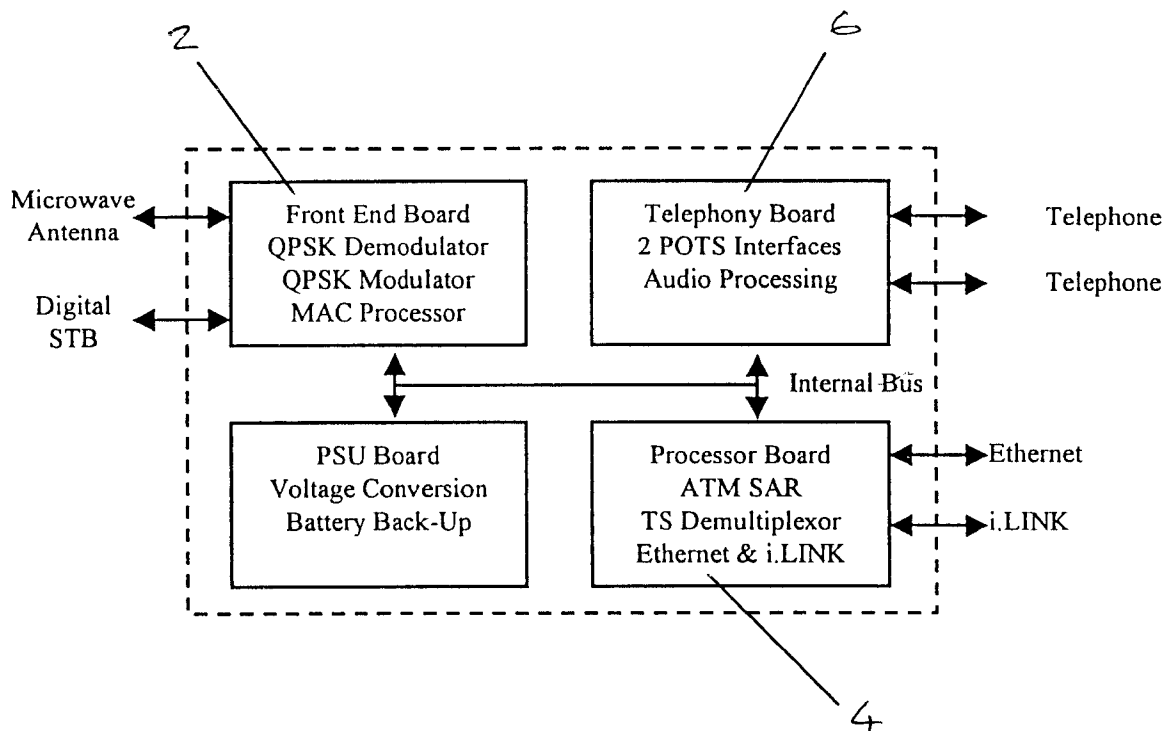 2
6
Microwave
Antenna
Digital
STB
Front End Board
QPSK Demodulator
QPSK Modulator
MAC Processor
Telephony Board
2 POTS Interfaces
Audio Processing
Telephone
Telephone
Internal Bus
PSU Board
Voltage Conversion
Battery Back-Up
Processor Board
ATM SAR
TS Demultiplexor
Ethernet & i.LINK
Ethernet
i.LINK
4